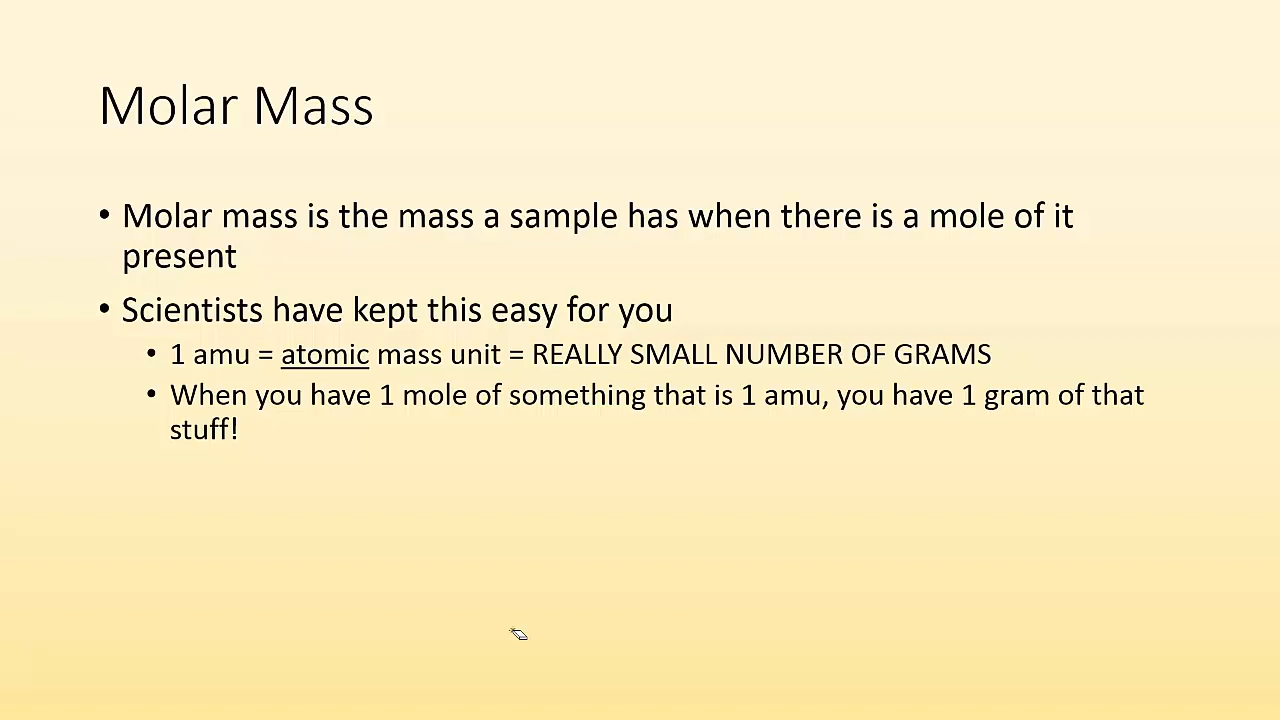 Molar Mass
• Molar mass is the mass a sample has when there is a mole of it
present
• Scientists have kept this easy for you
• 1 amu = atomic mass unit = REALLY SMALL NUMBER OF GRAMS
• When you have 1 mole of something that is 1 amu, you have 1 gram of that
stuff!